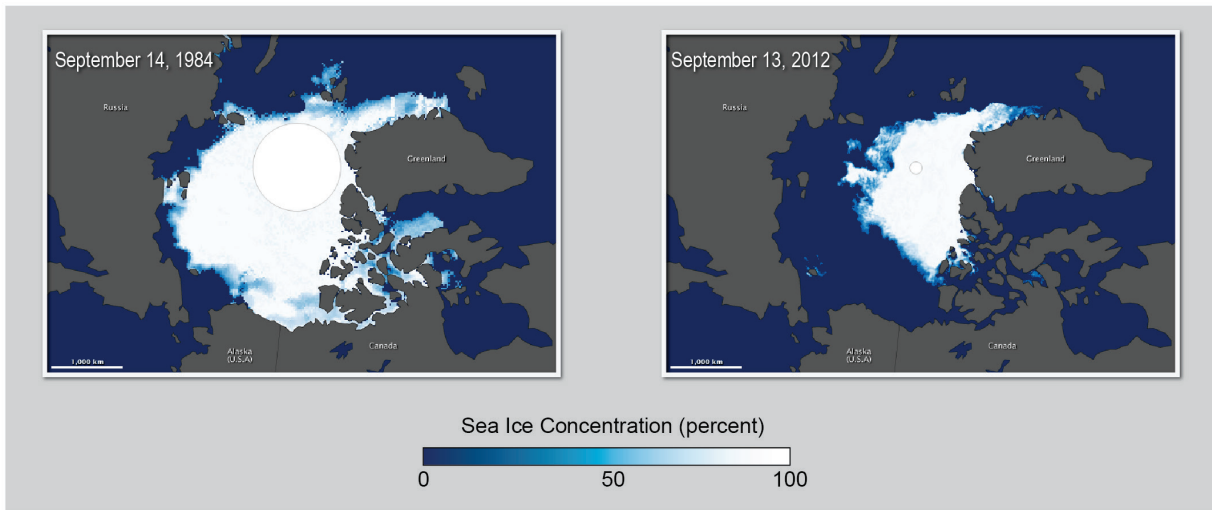 September 14, 1984
Russia
Greenland
Alaska
(U.S.A)
Canada
1,000 km
September 13, 2012
Russia
Greenland
Alaska
(U.S.A)
Canada
1,000 km
Sea Ice Concentration (percent)
0 50 100